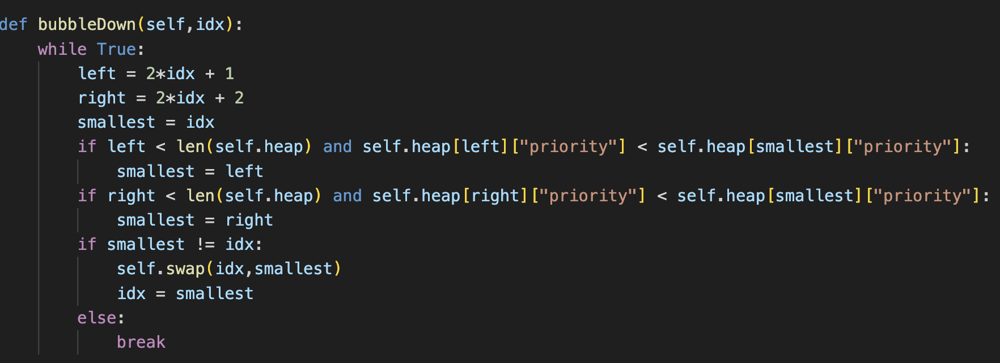 def bubbleDown(self,idx):
    while True:
        left = 2*idx + 1
        right = 2*idx + 2
        smallest = idx
        if left < len(self.heap) and self.heap[left]["priority"] < self.heap[smallest]["priority"]:
            smallest = left
        if right < len(self.heap) and self.heap[right]["priority"] < self.heap[smallest]["priority"]:
            smallest = right
        if smallest != idx:
            self.swap(idx,smallest)
            idx = smallest
        else:
            break